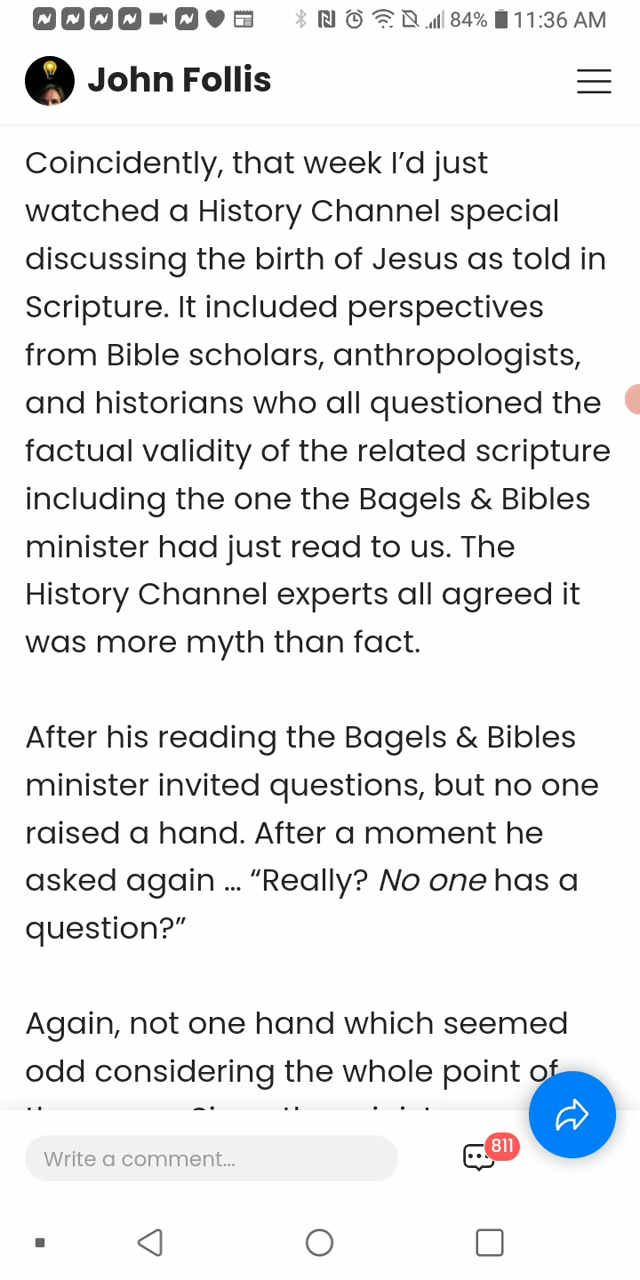 84% 11:36 AM
John Follis
Coincidently, that week I’d just
watched a History Channel special
discussing the birth of Jesus as told in
Scripture. It included perspectives
from Bible scholars, anthropologists,
and historians who all questioned the
factual validity of the related scripture
including the one the Bagels & Bibles
minister had just read to us. The
History Channel experts all agreed it
was more myth than fact.
After his reading the Bagels & Bibles
minister invited questions, but no one
raised a hand. After a moment he
asked again ... “Really? No one has a
question?”
Again, not one hand which seemed
odd considering the whole point of
Write a comment...
811